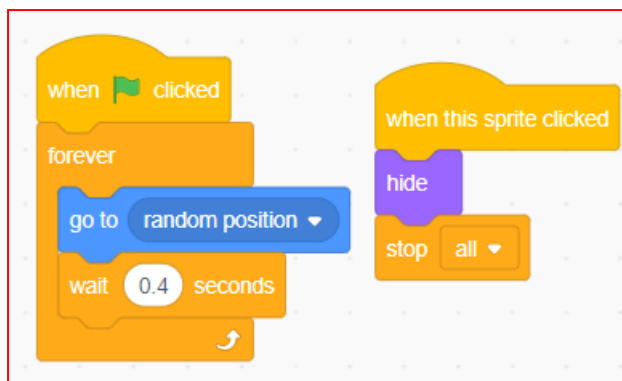 when clicked
forever
go to random position
wait 0.4 seconds
when this sprite clicked
hide
stop all